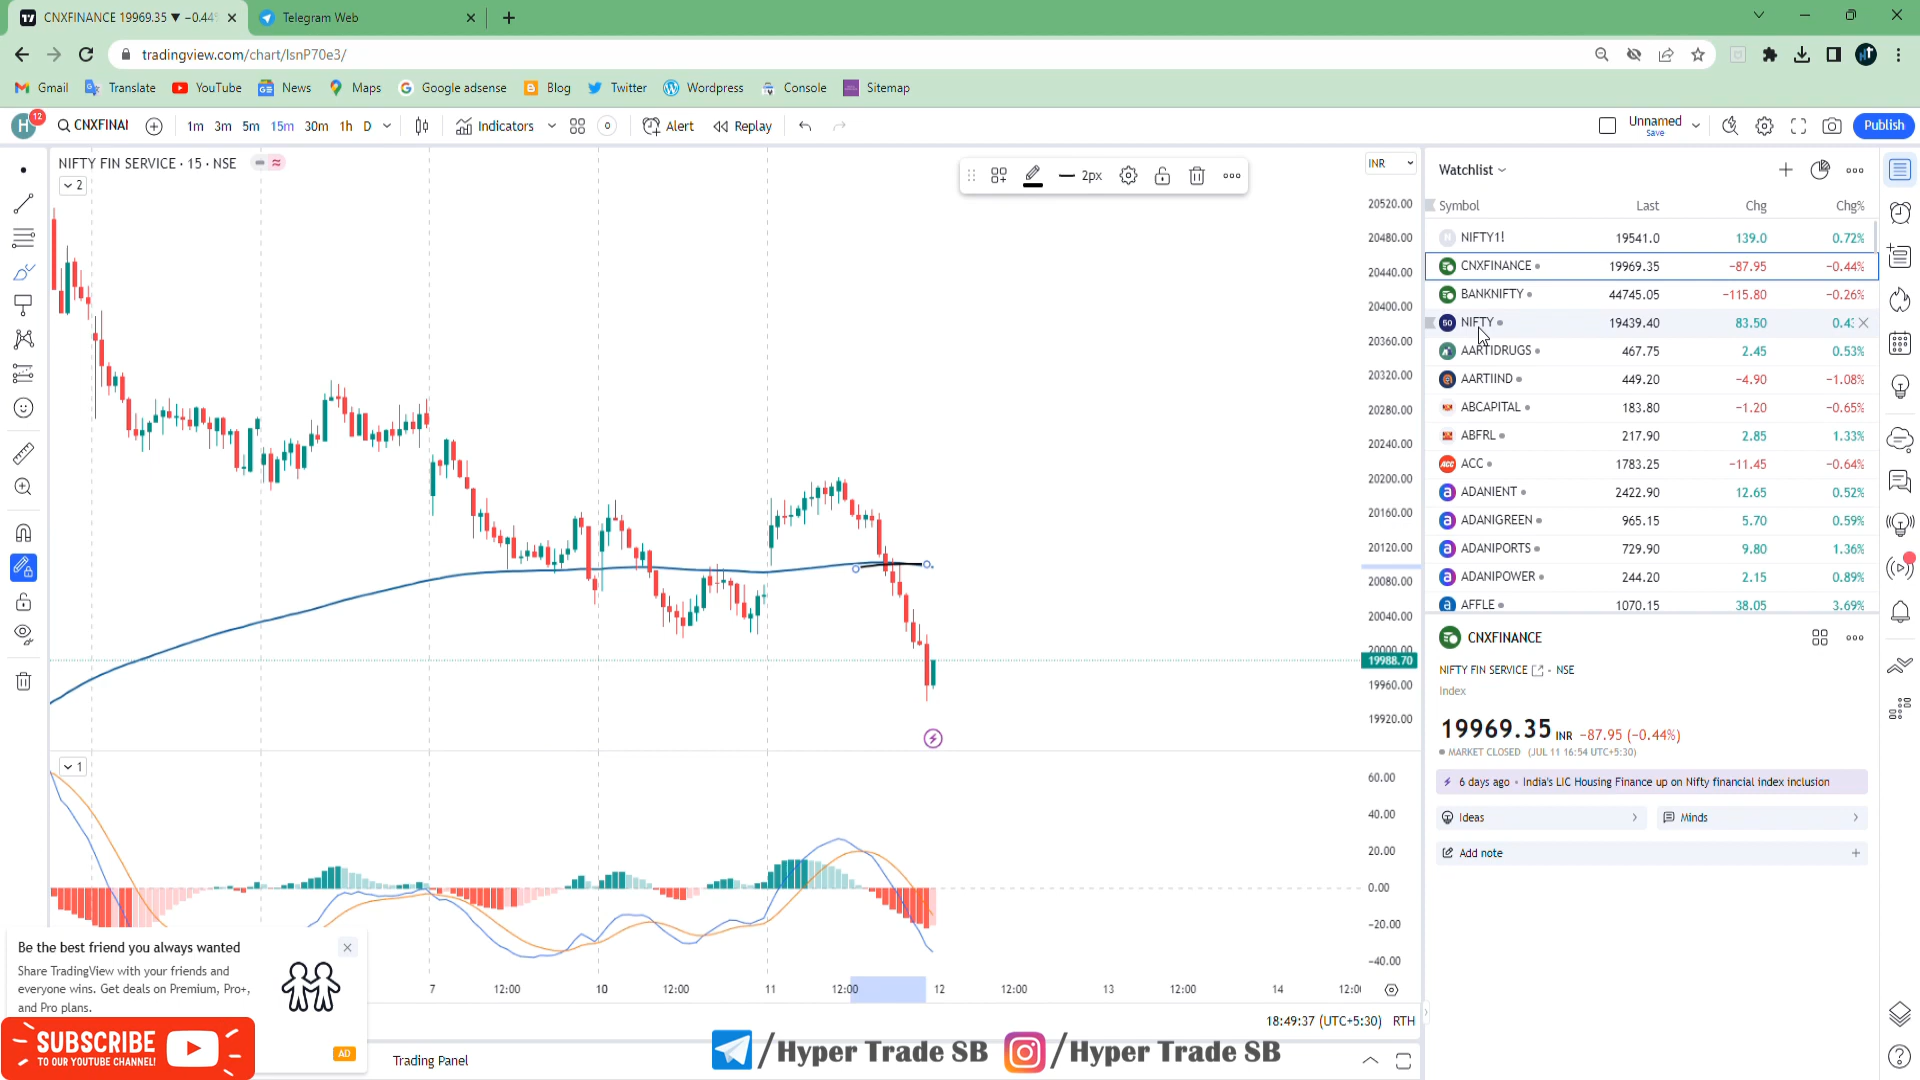 CNXFINANCE 19969.35 ▼ −0.44%
Telegram Web
tradingview.com/chart/lsnP70e3/
Gmail Translate YouTube News Maps Google adsense Blog Twitter Wordpress Console Sitemap
H 12 CNXFINAN 1m 3m 5m 15m 30m 1h D Indicators Alert Replay Unnamed Save Publish
NIFTY FIN SERVICE · 15 · NSE
2
2px
INR
20520.00
20480.00
20440.00
20400.00
20360.00
20320.00
20280.00
20240.00
20200.00
20160.00
20120.00
20080.00
20040.00
20000.00
19988.70
19960.00
19920.00
1
60.00
40.00
20.00
0.00
−20.00
−40.00
7 12:00 10 12:00 11 12:00 12 12:00 13 12:00 14
18:49:37 (UTC+5:30) RTH
Watchlist
Symbol Last Chg Chg%
NIFTY1! 19541.0 139.0 0.72%
CNXFINANCE 19969.35 −87.95 −0.44%
BANKNIFTY 44745.05 −115.80 −0.26%
50 NIFTY 19439.40 83.50 0.43
AARTIDRUGS 467.75 2.45 0.53%
AARTIIND 449.20 −4.90 −1.08%
ABCAPITAL 183.80 −1.20 −0.65%
ABFRL 217.90 2.85 1.33%
ACC ACC 1783.25 −11.45 −0.64%
a ADANIENT 2422.90 12.65 0.52%
a ADANIGREEN 965.15 5.70 0.59%
a ADANIPORTS 729.90 9.80 1.36%
a ADANIPOWER 244.20 2.15 0.89%
a AFFLE 1070.15 38.05 3.69%
CNXFINANCE
NIFTY FIN SERVICE - NSE
Index
19969.35 INR −87.95 (−0.44%)
MARKET CLOSED (JUL 11 16:54 UTC+5:30)
6 days ago • India's LIC Housing Finance up on Nifty financial index inclusion
Ideas
Minds
Add note
Be the best friend you always wanted
Share TradingView with your friends and
everyone wins. Get deals on Premium, Pro+,
and Pro plans.
AD
SUBSCRIBE
TO OUR YOUTUBE CHANNEL!
Trading Panel
/Hyper Trade SB
/Hyper Trade SB